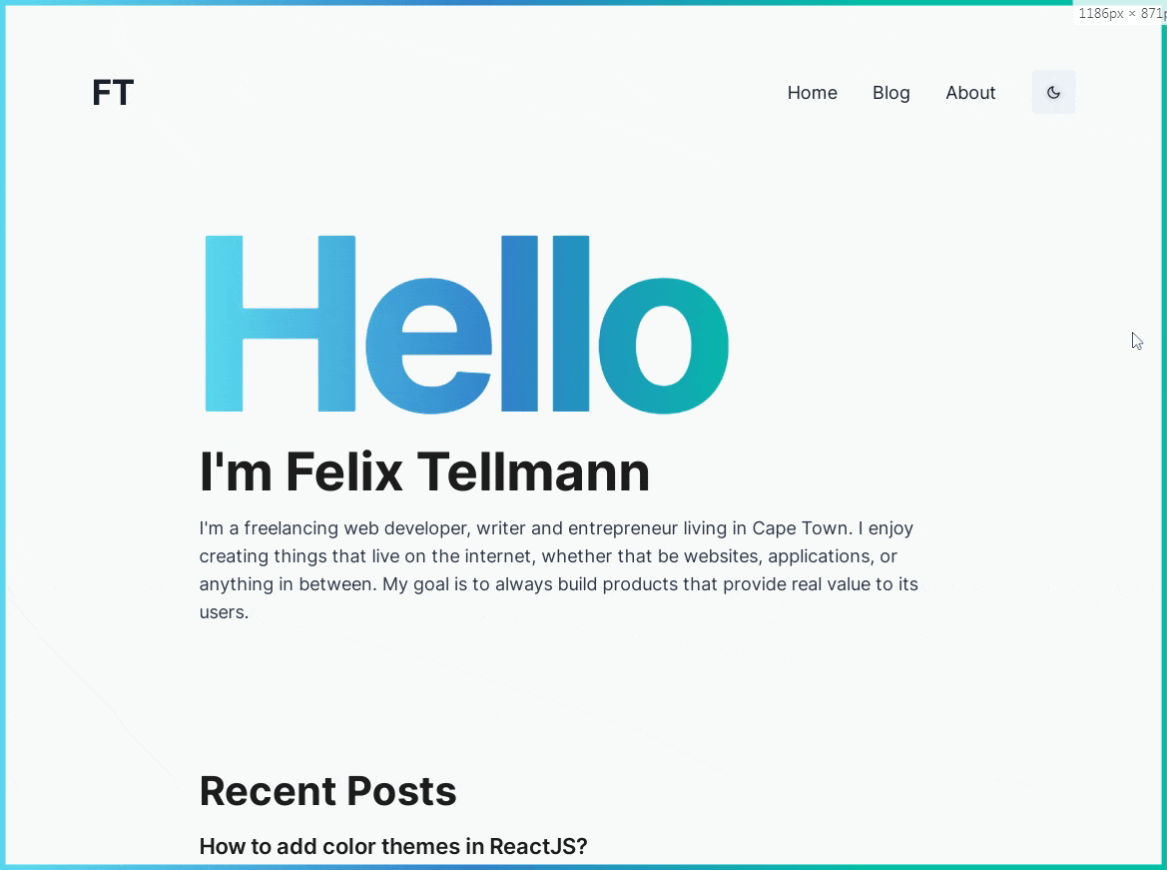 1186px × 871p
FT
Home Blog About
Hello
I'm Felix Tellmann
I'm a freelancing web developer, writer and entrepreneur living in Cape Town. I enjoy
creating things that live on the internet, whether that be websites, applications, or
anything in between. My goal is to always build products that provide real value to its
users.
Recent Posts
How to add color themes in ReactJS?